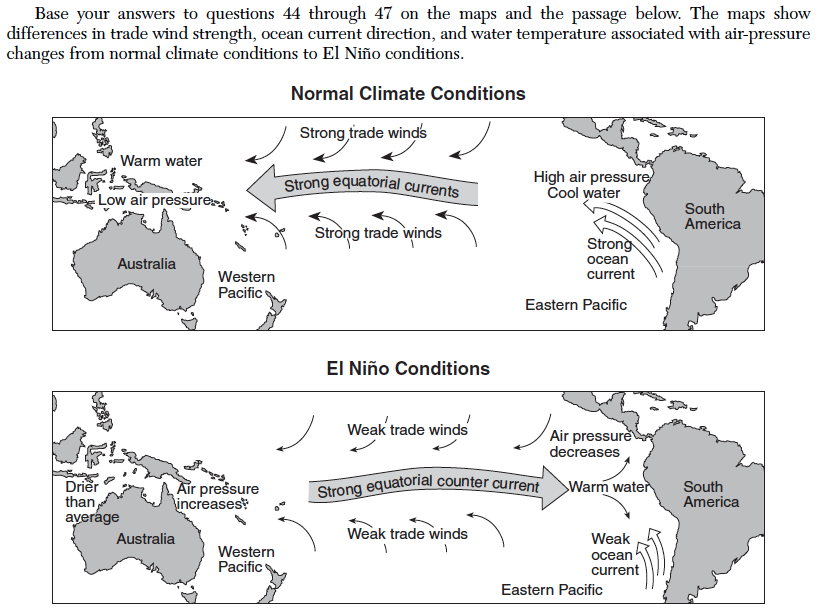 Base your answers to questions 44 through 47 on the maps and the passage below. The maps show
differences in trade wind strength, ocean current direction, and water temperature associated with air-pressure
changes from normal climate conditions to El Niño conditions.
Normal Climate Conditions
Strong trade winds
Warm water
High air pressure
Cool water
Strong equatorial currents
Low air pressure
South
America
Strong trade winds
Strong
ocean
current
Australia
Western
Pacific
Eastern Pacific
El Niño Conditions
Weak trade winds
Air pressure
decreases
Drier
than
average
Air pressure
increases
Strong equatorial counter current
Warm water
South
America
Weak trade winds
Australia
Weak
ocean
current
Western
Pacific
Eastern Pacific